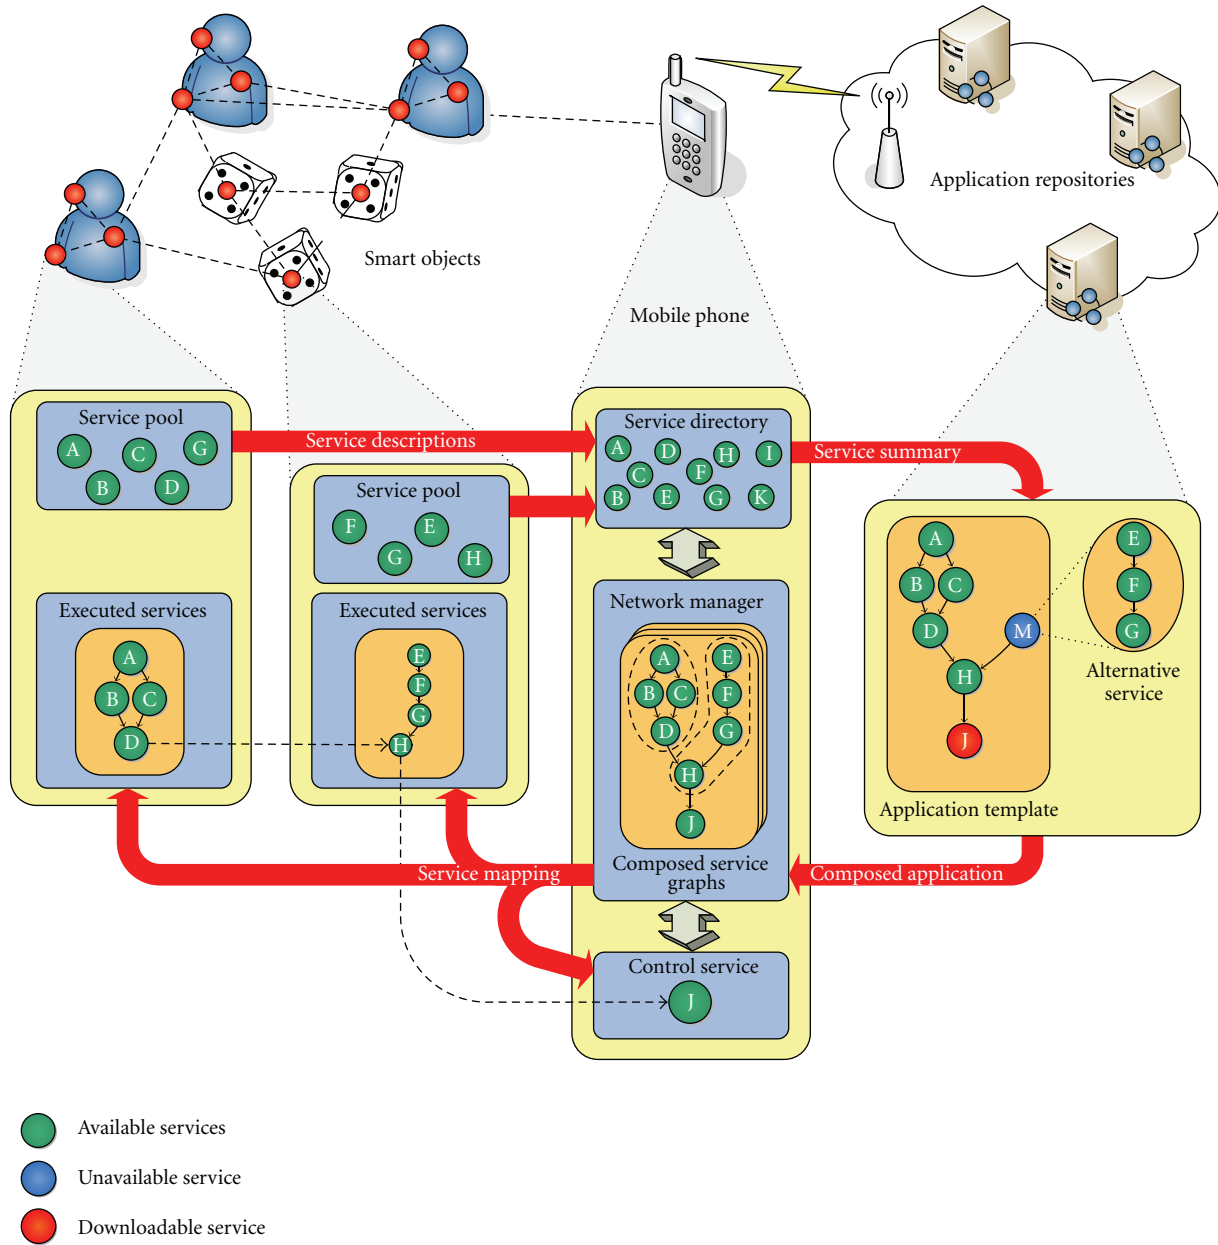 Application repositories
Smart objects
Mobile phone
Service pool
A
C
G
B
D
Service descriptions
Service directory
A
D
H
I
C
F
B
E
G
K
Service summary
Service pool
F
E
G
H
Executed services
A
B
C
D
Executed services
E
F
G
H
Network manager
A
E
B
C
F
D
G
H
J
Composed service
graphs
A
B
C
D
M
H
J
E
F
G
Alternative
service
Application template
Service mapping
Composed application
Control service
J
Available services
Unavailable service
Downloadable service